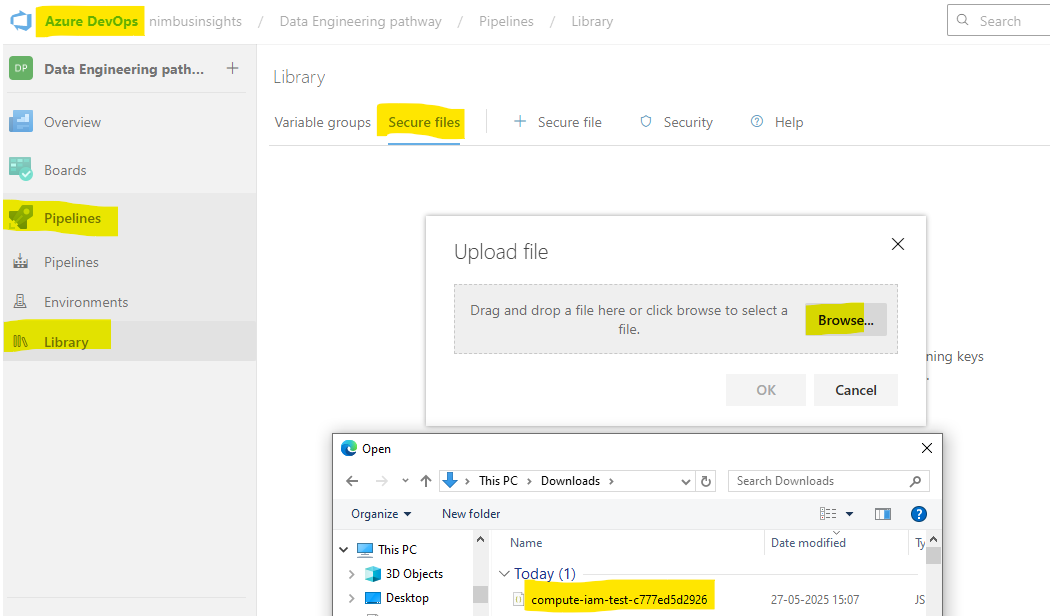 Azure DevOps nimbusinsights / Data Engineering pathway / Pipelines / Library Search
DP Data Engineering path... +
Library
Overview
Variable groups Secure files + Secure file Security ? Help
Boards
Pipelines
Upload file
Pipelines
Environments
Drag and drop a file here or click browse to select a
file.
Browse...
Library
ning keys
.
OK Cancel
Open
This PC > Downloads > Search Downloads
Organize New folder ?
This PC Name Date modified Ty
3D Objects Today (1)
Desktop compute-iam-test-c777ed5d2926 27-05-2025 15:07 JS